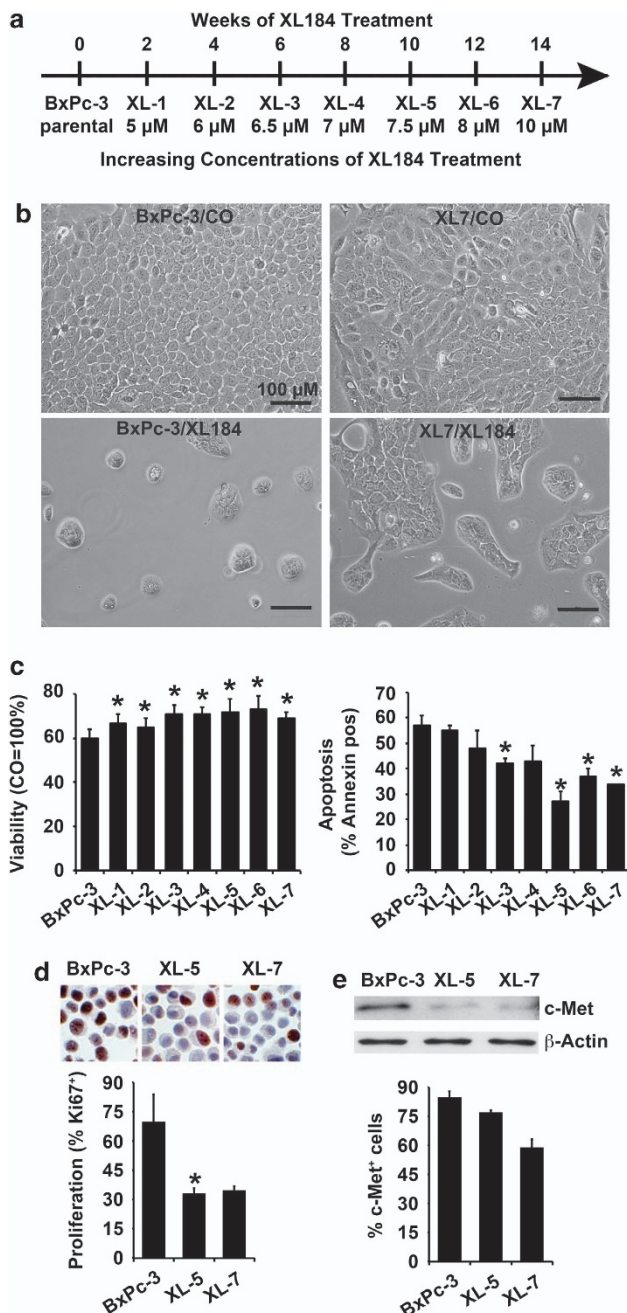 a
Weeks of XL184 Treatment
0 2 4 6 8 10 12 14
BxPc-3 XL-1 XL-2 XL-3 XL-4 XL-5 XL-6 XL-7
parental 5 µM 6 µM 6.5 µM 7 µM 7.5 µM 8 µM 10 µM
Increasing Concentrations of XL184 Treatment
b
BxPc-3/CO XL7/CO
100 µM
BxPc-3/XL184 XL7/XL184
c
Viability (CO=100%)
80
60
40
20
0
* * * * * * *
BxPc-3 XL-1 XL-2 XL-3 XL-4 XL-5 XL-6 XL-7
Apoptosis
(% Annexin pos)
70
60
50
40
30
20
10
0
* * * *
BxPc-3 XL-1 XL-2 XL-3 XL-4 XL-5 XL-6 XL-7
d
BxPc-3 XL-5 XL-7
Proliferation (% Ki67⁺)
90
75
60
45
30
15
0
*
BxPc-3 XL-5 XL-7
e
BxPc-3 XL-5 XL-7
c-Met
β-Actin
% c-Met⁺ cells
90
75
60
45
30
15
0
BxPc-3 XL-5 XL-7